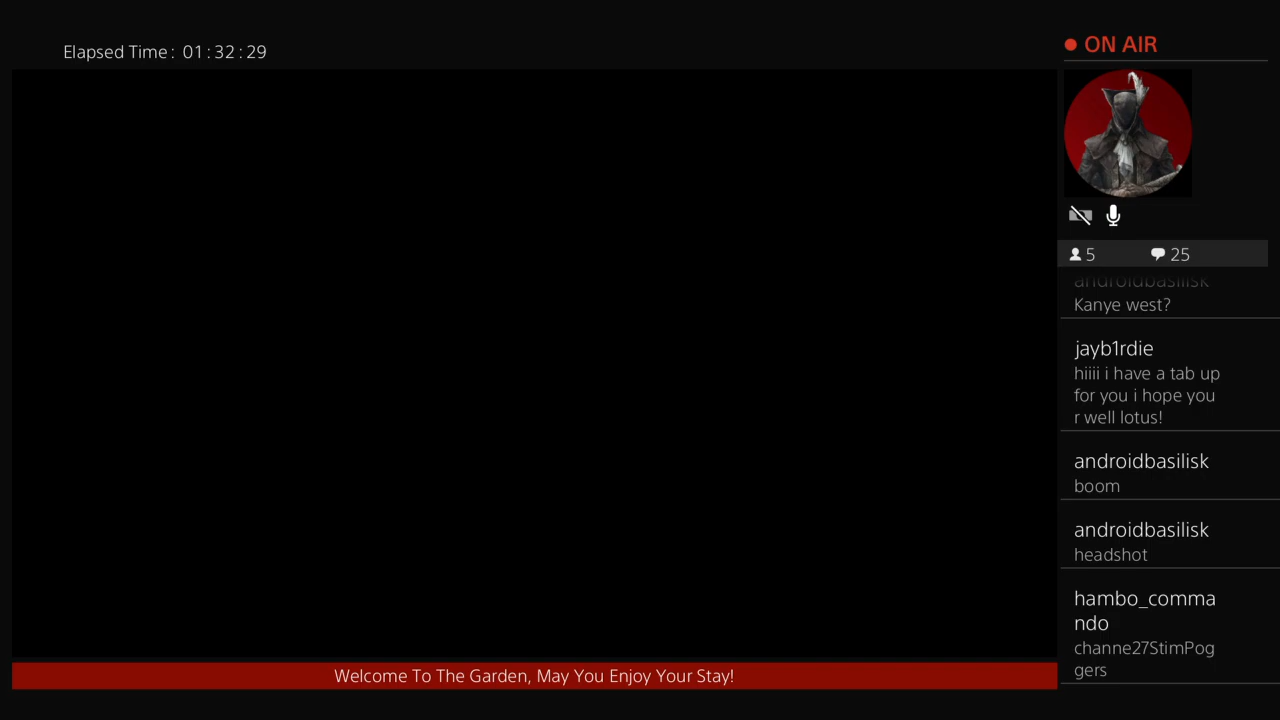 Elapsed Time: 01:32:29
ON AIR
5 25
androidbasilisk
Kanye west?
jayb1rdie
hiiii i have a tab up
for you i hope you
r well lotus!
androidbasilisk
boom
androidbasilisk
headshot
hambo_comma
ndo
channe27StimPog
gers
Welcome To The Garden, May You Enjoy Your Stay!